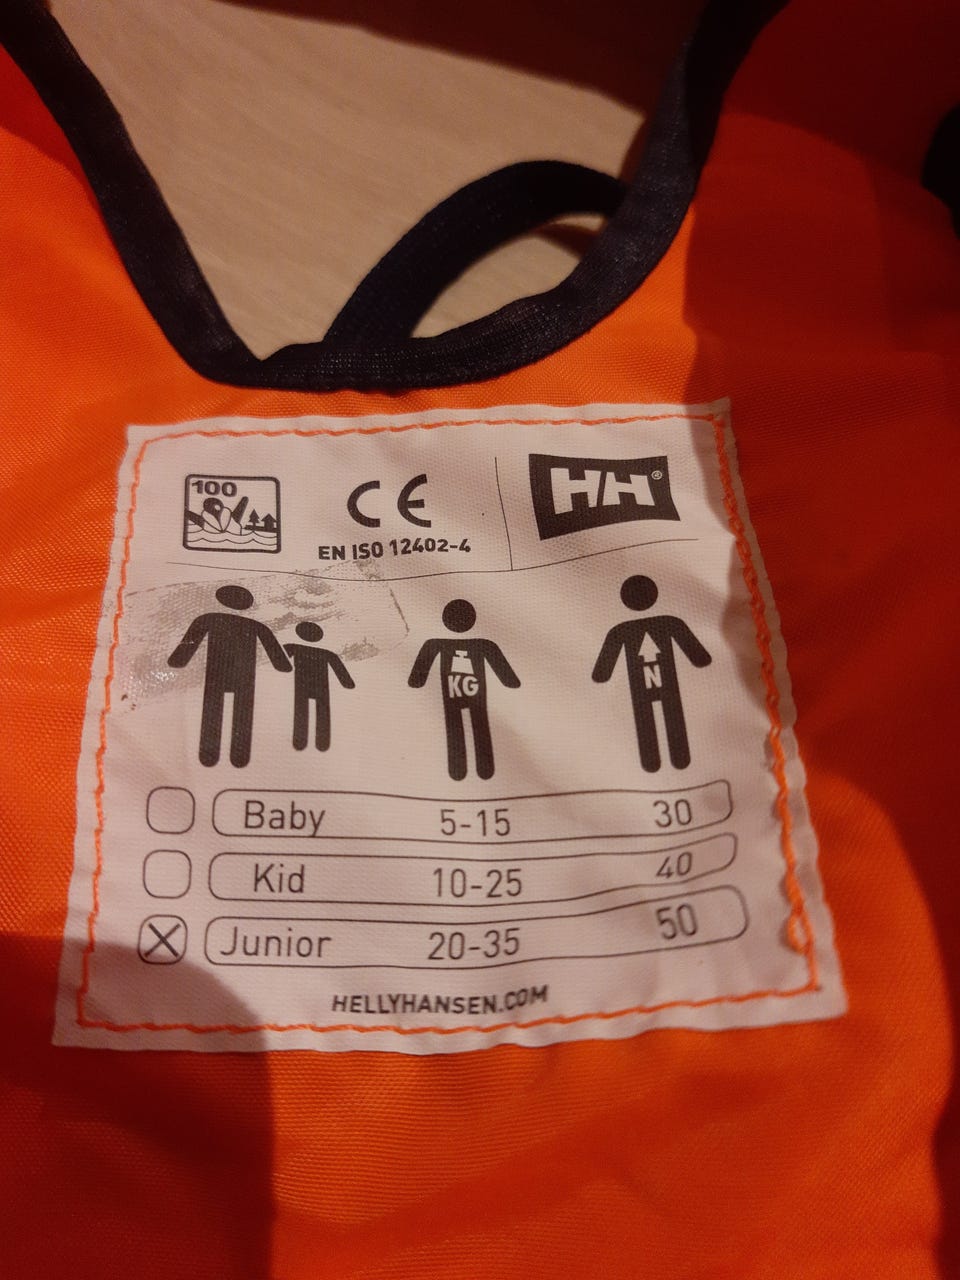 100
CE
HH®
EN ISO 12402-4
KG
N
Baby 5-15 30
Kid 10-25 40
Junior 20-35 50
HELLYHANSEN.COM